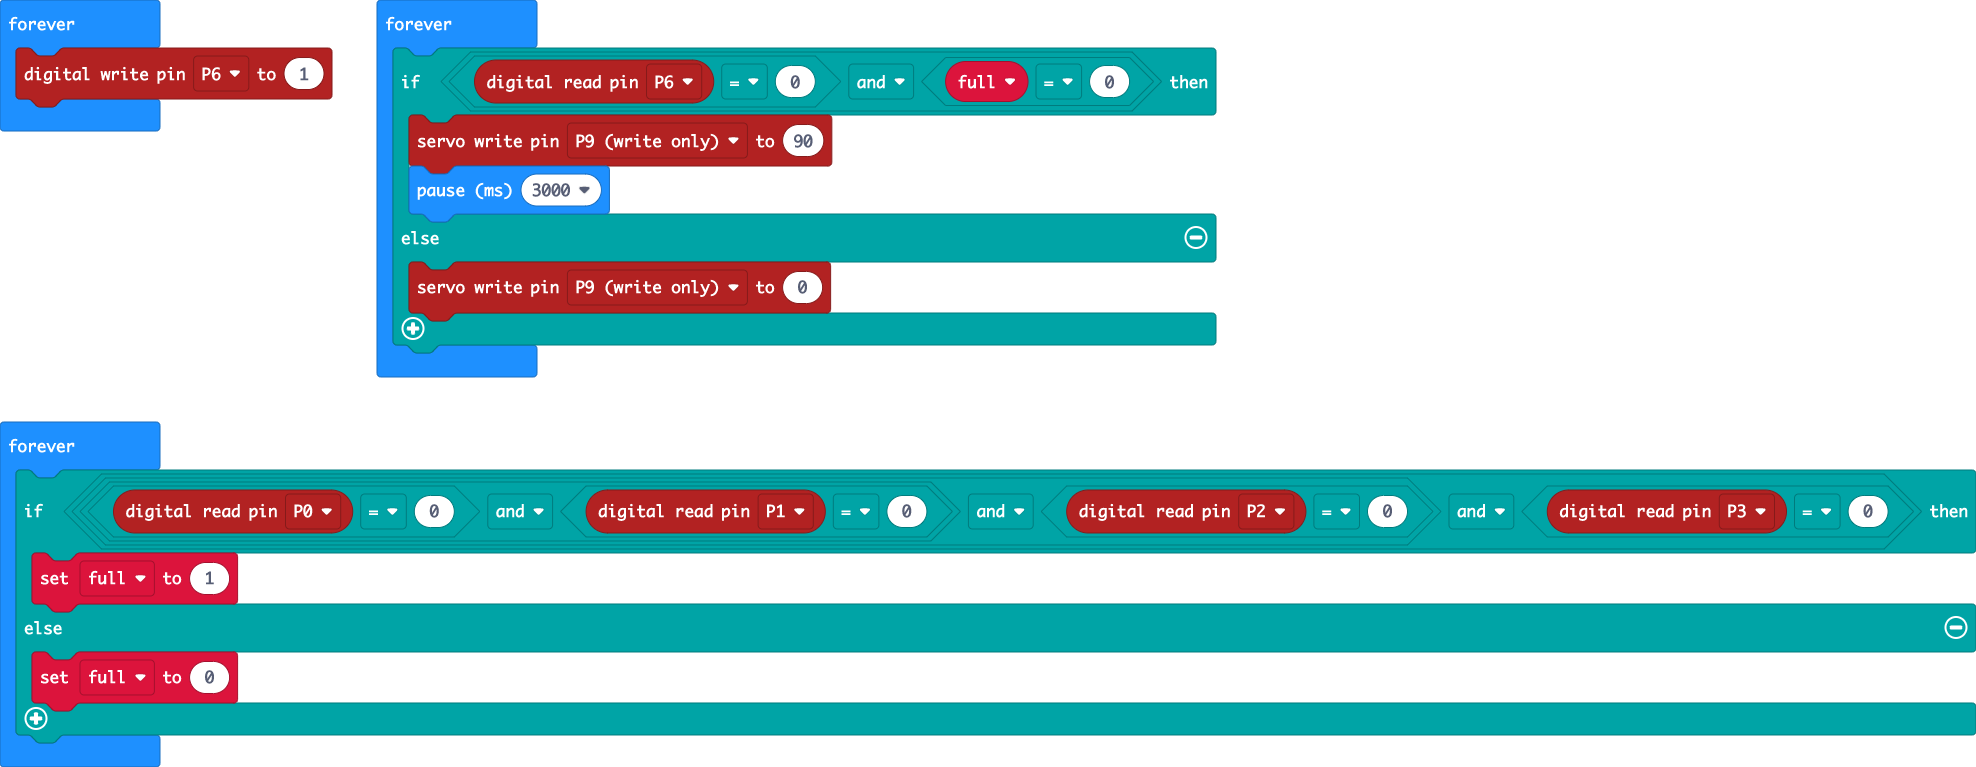 forever
digital write pin P6 to 1
forever
if digital read pin P6 = 0 and full = 0 then
servo write pin P9 (write only) to 90
pause (ms) 3000
else
servo write pin P9 (write only) to 0
forever
if digital read pin P0 = 0 and digital read pin P1 = 0 and digital read pin P2 = 0 and digital read pin P3 = 0 then
set full to 1
else
set full to 0